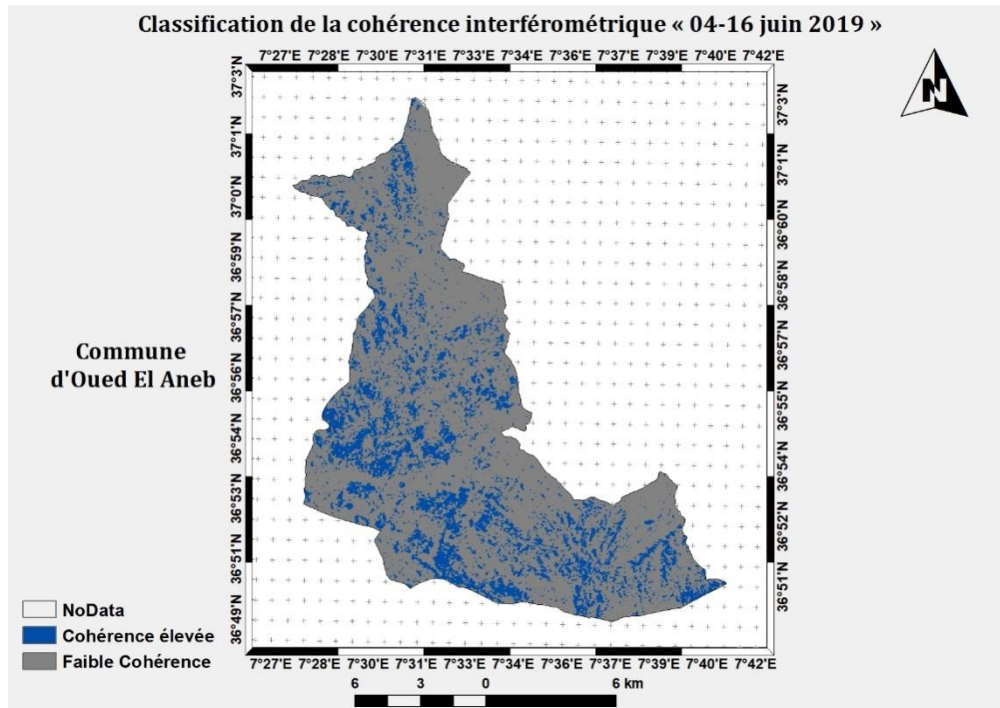 Classification de la cohérence interférométrique « 04-16 juin 2019 »
7°27'E 7°28' 7°30'E 7°31'E 7°33'E 7°34'E 7°36'E 7°37'E 7°39'E 7°40'E 7°42'E
N
37°3'N
37°1'N
37°0'N
36°59'N
36°57'N
36°56'N
36°54'N
36°53'N
36°51'N
36°49'N
37°3'N
37°1'N
36°60'N
36°58'N
36°57'N
36°55'N
36°54'N
36°52'N
36°51'N
Commune
d'Oued El Aneb
NoData
Cohérence élevée
Faible Cohérence
7°27'E 7°28'E 7°30'E 7°31'E 7°33'E 7°34'E 7°36'E 7°37'E 7°39'E 7°40'E 7°42'E
6 3 0 6 km